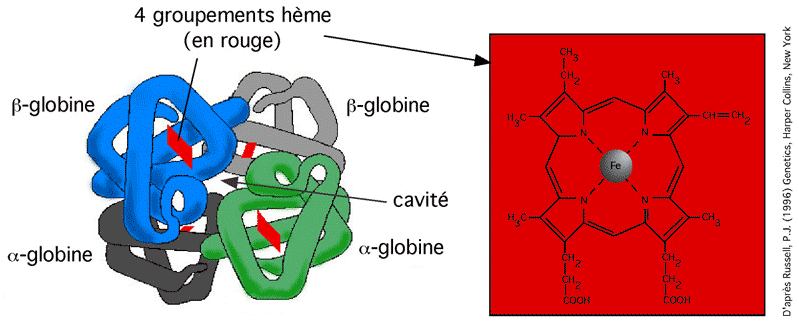 4 groupements hème
(en rouge)
β-globine
β-globine
cavité
α-globine
α-globine
CH3
CH2
CH3
H3C
CH=CH2
N
N
Fe
N
N
H3C
CH3
CH2
CH2
CH2
CH2
COOH
COOH
D'après Russell, P.J. (1996) Genetics, Harper Collins, New York